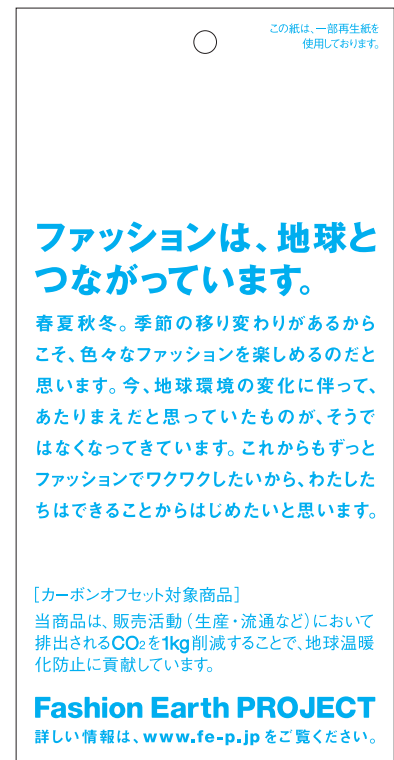 この紙は、一部再生紙を
使用しております。
ファッションは、地球と
つながっています。
春夏秋冬。季節の移り変わりがあるから
こそ、色々なファッションを楽しめるのだと
思います。今、地球環境の変化に伴って、
あたりまえだと思っていたものが、そうで
はなくなってきています。これからもずっと
ファッションでワクワクしたいから、わたした
ちはできることからはじめたいと思います。
[カーボンオフセット対象商品]
当商品は、販売活動(生産・流通など)において
排出されるCO₂を1kg削減することで、地球温暖
化防止に貢献しています。
Fashion Earth PROJECT
詳しい情報は、www.fe-p.jpをご覧ください。